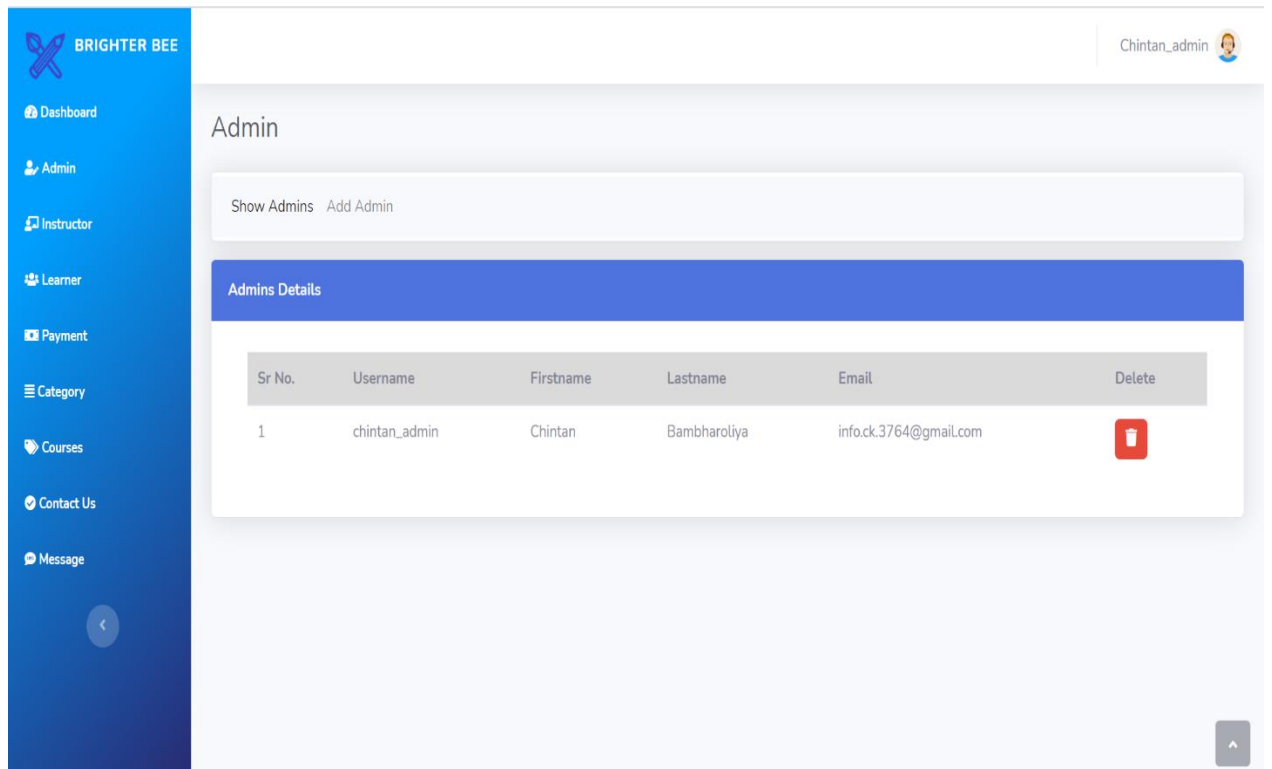 BRIGHTER BEE
Chintan_admin
Dashboard
Admin
Instructor
Learner
Payment
Category
Courses
Contact Us
Message
Admin
Show Admins Add Admin
Admins Details
Sr No. Username Firstname Lastname Email Delete
1 chintan_admin Chintan Bambharoliya info.ck.3764@gmail.com